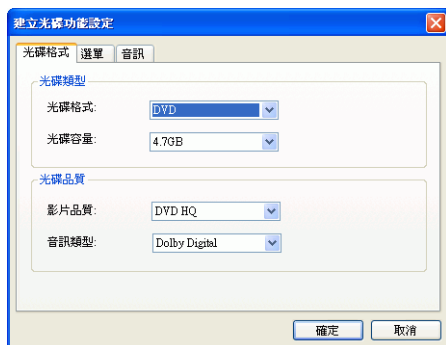 建立光碟功能設定
光碟格式 選單 音訊
光碟類型
光碟格式: DVD
光碟容量: 4.7GB
光碟品質
影片品質: DVD HQ
音訊類型: Dolby Digital
確定 取消